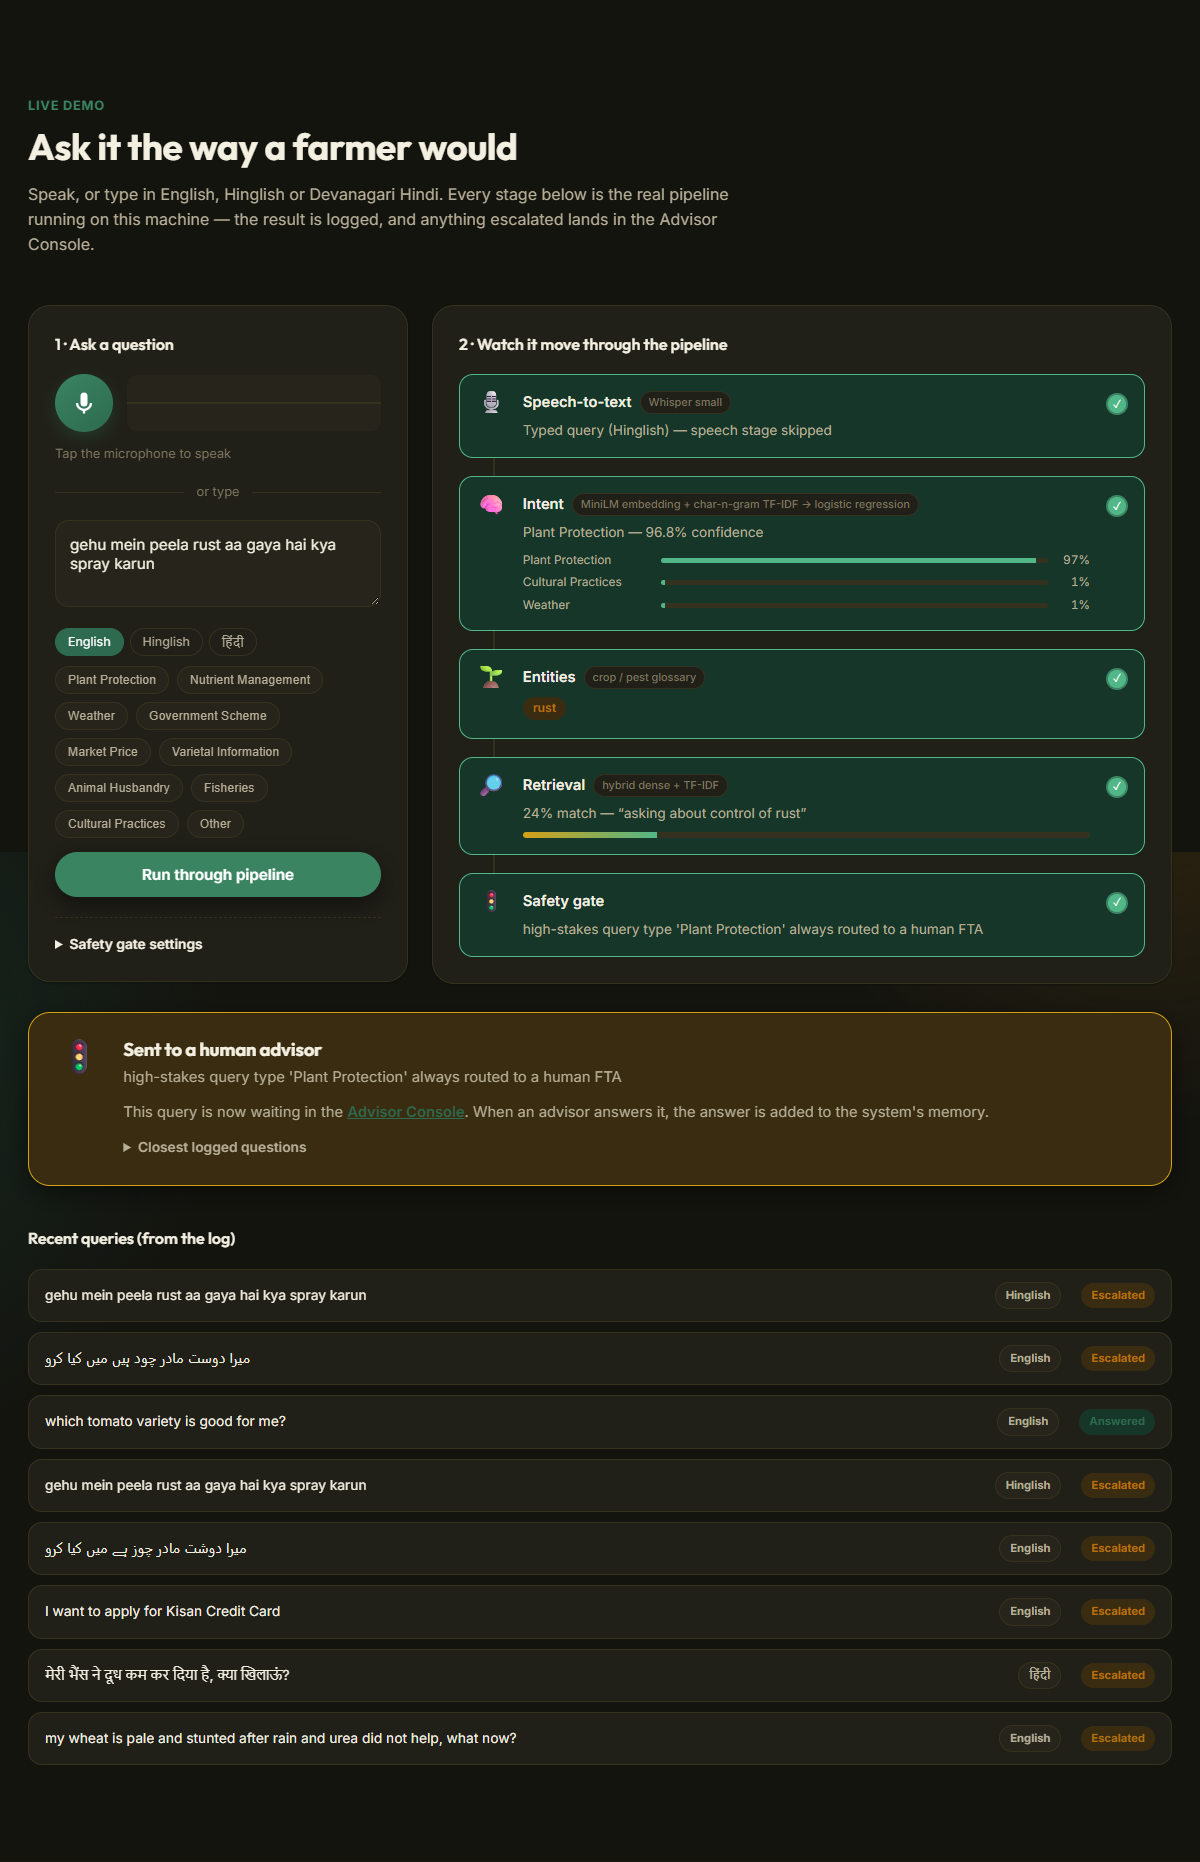 LIVE DEMO
Ask it the way a farmer would
Speak, or type in English, Hinglish or Devanagari Hindi. Every stage below is the real pipeline
running on this machine — the result is logged, and anything escalated lands in the Advisor
Console.
1 · Ask a question
Tap the microphone to speak
or type
gehu mein peela rust aa gaya hai kya
spray karun
English Hinglish हिंदी
Plant Protection Nutrient Management
Weather Government Scheme
Market Price Varietal Information
Animal Husbandry Fisheries
Cultural Practices Other
Run through pipeline
Safety gate settings
2 · Watch it move through the pipeline
Speech-to-text Whisper small
Typed query (Hinglish) — speech stage skipped
Intent MiniLM embedding + char-n-gram TF-IDF → logistic regression
Plant Protection — 96.8% confidence
Plant Protection 97%
Cultural Practices 1%
Weather 1%
Entities crop / pest glossary
rust
Retrieval hybrid dense + TF-IDF
24% match — “asking about control of rust”
Safety gate
high-stakes query type 'Plant Protection' always routed to a human FTA
Sent to a human advisor
high-stakes query type 'Plant Protection' always routed to a human FTA
This query is now waiting in the Advisor Console. When an advisor answers it, the answer is added to the system's memory.
Closest logged questions
Recent queries (from the log)
gehu mein peela rust aa gaya hai kya spray karun Hinglish Escalated
میرا دوست مادر چود ہیں میں کیا کرو English Escalated
which tomato variety is good for me? English Answered
gehu mein peela rust aa gaya hai kya spray karun Hinglish Escalated
میرا دوشت مادر چوز ہے میں کیا کرو English Escalated
I want to apply for Kisan Credit Card English Escalated
मेरी भैंस ने दूध कम कर दिया है, क्या खिलाऊं? हिंदी Escalated
my wheat is pale and stunted after rain and urea did not help, what now? English Escalated